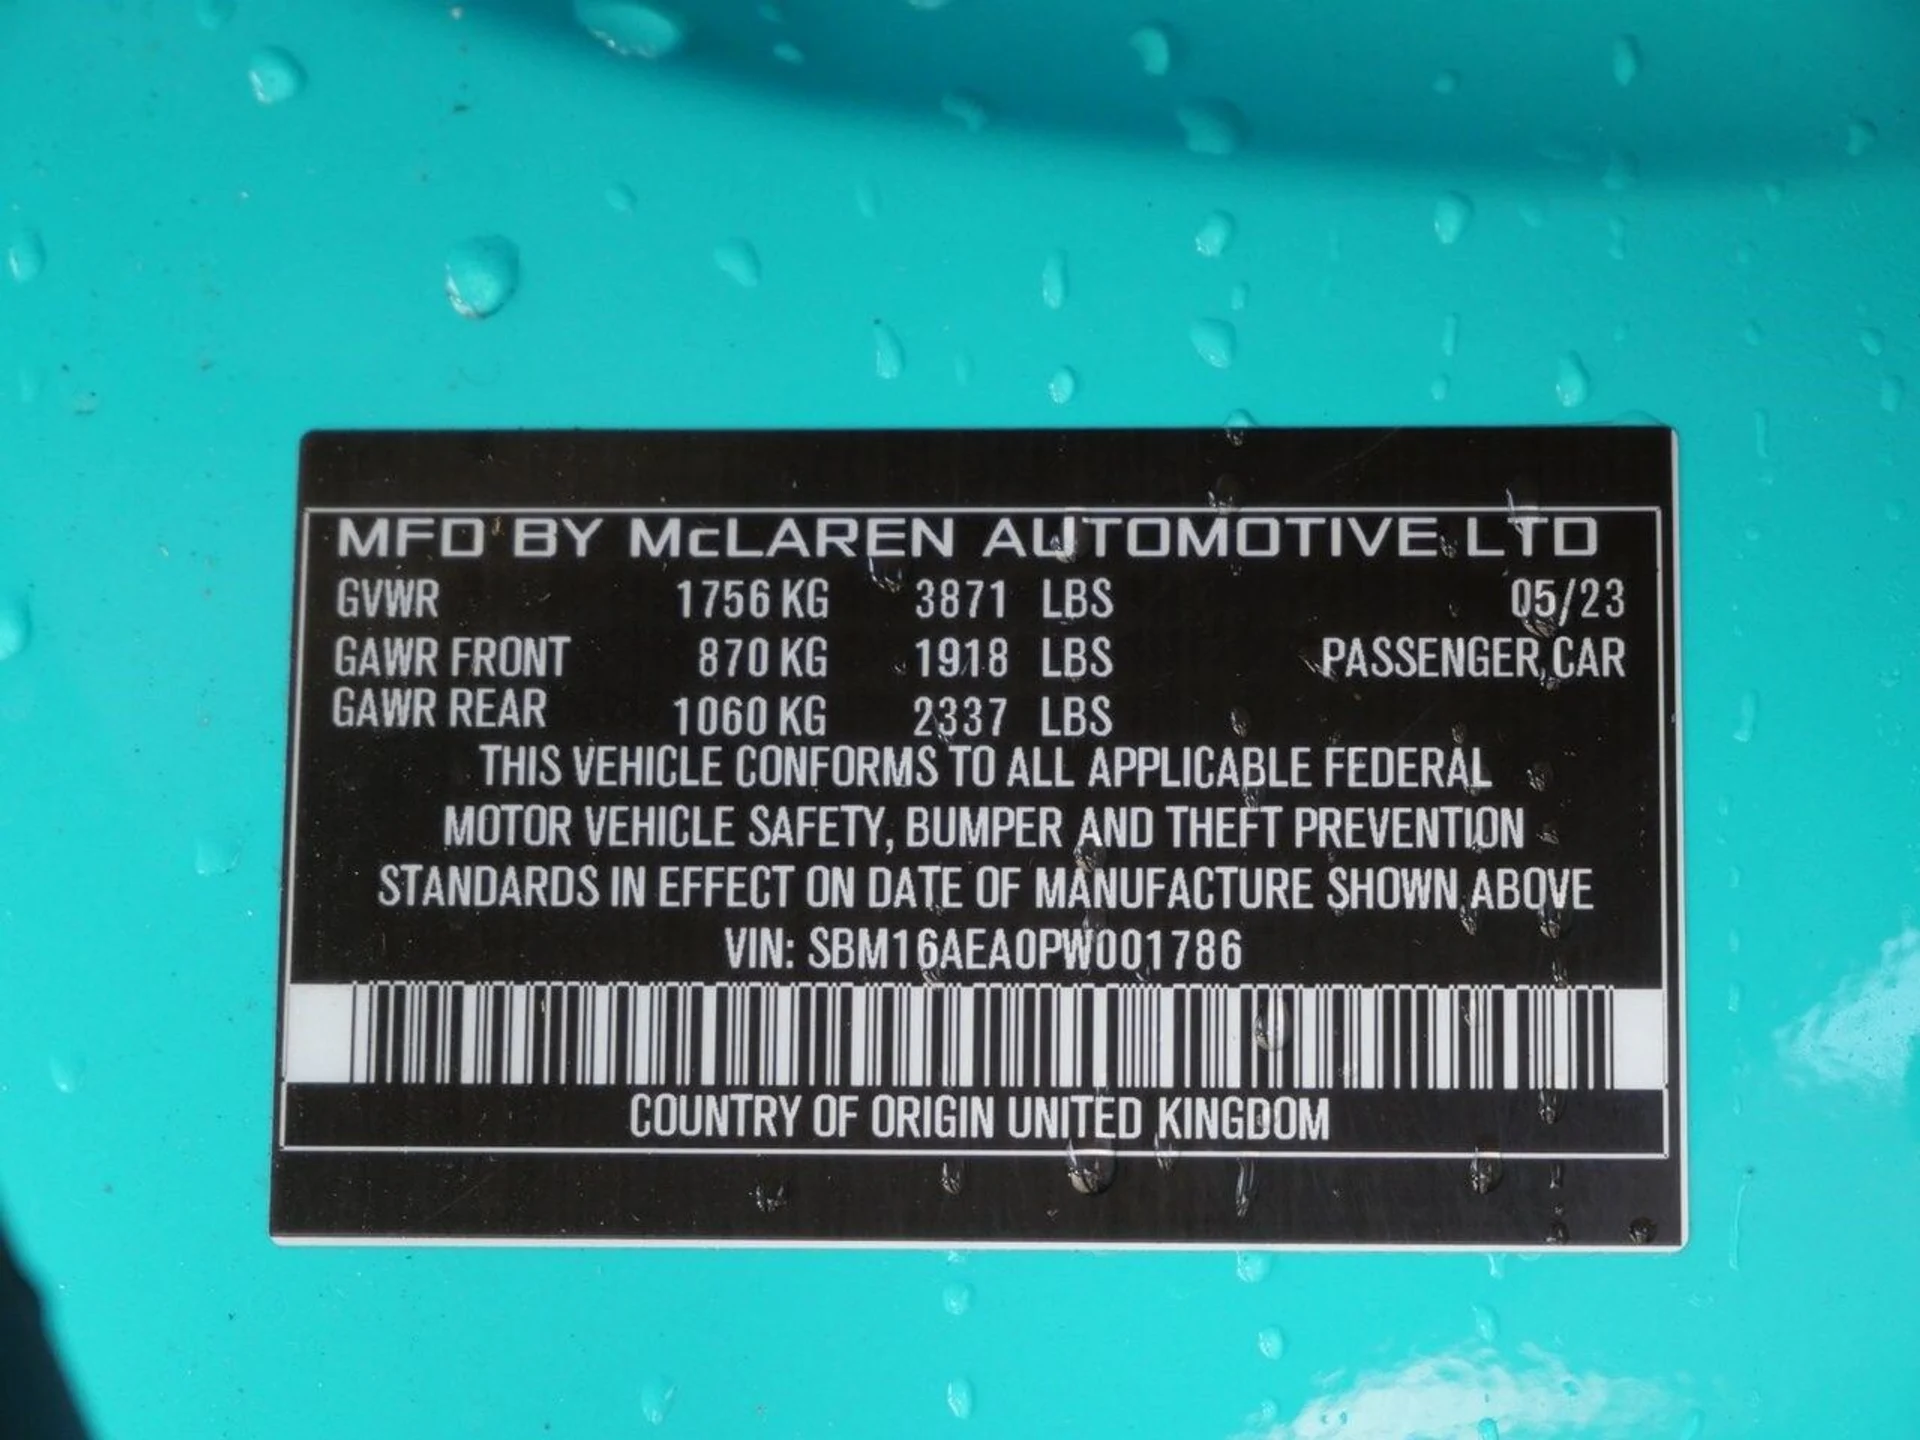 MFD BY McLAREN AUTOMOTIVE LTD
GVWR 1756 KG 3871 LBS 05/23
GAWR FRONT 870 KG 1918 LBS PASSENGER CAR
GAWR REAR 1060 KG 2337 LBS
THIS VEHICLE CONFORMS TO ALL APPLICABLE FEDERAL
MOTOR VEHICLE SAFETY, BUMPER AND THEFT PREVENTION
STANDARDS IN EFFECT ON DATE OF MANUFACTURE SHOWN ABOVE
VIN: SBM16AEA0PW001786
COUNTRY OF ORIGIN UNITED KINGDOM